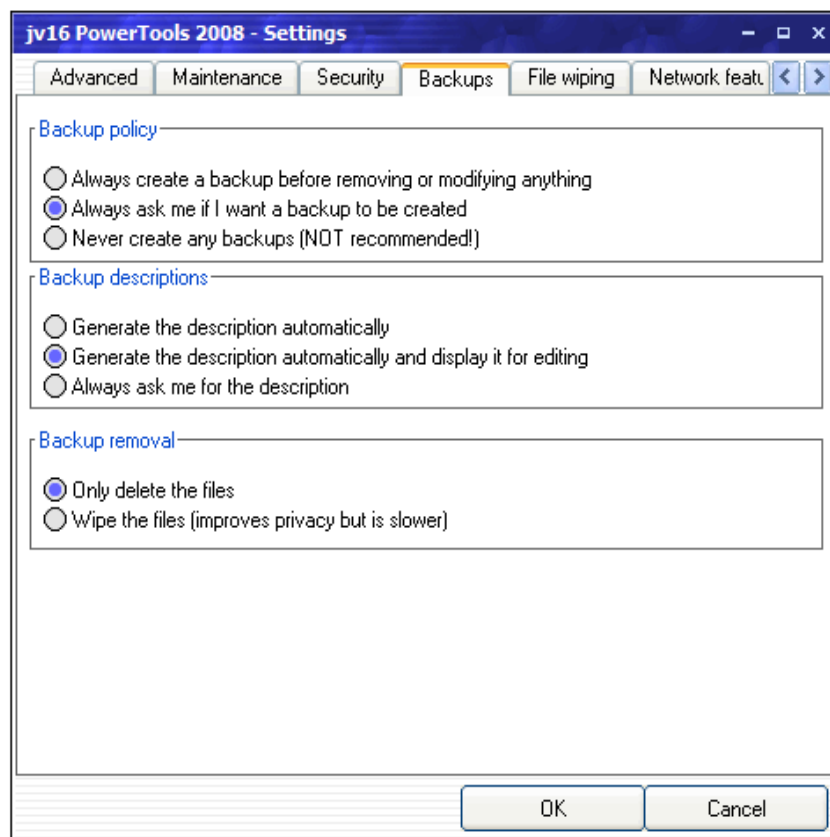 jv16 PowerTools 2008 - Settings
Advanced Maintenance Security Backups File wiping Network featu
Backup policy
Always create a backup before removing or modifying anything
Always ask me if I want a backup to be created
Never create any backups (NOT recommended!)
Backup descriptions
Generate the description automatically
Generate the description automatically and display it for editing
Always ask me for the description
Backup removal
Only delete the files
Wipe the files (improves privacy but is slower)
OK Cancel